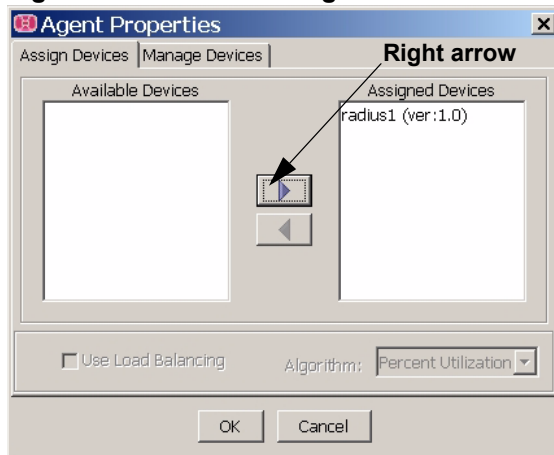 Agent Properties
Assign Devices Manage Devices
Right arrow
Available Devices
Assigned Devices
radius1 (ver:1.0)
Use Load Balancing
Algorithm: Percent Utilization
OK Cancel